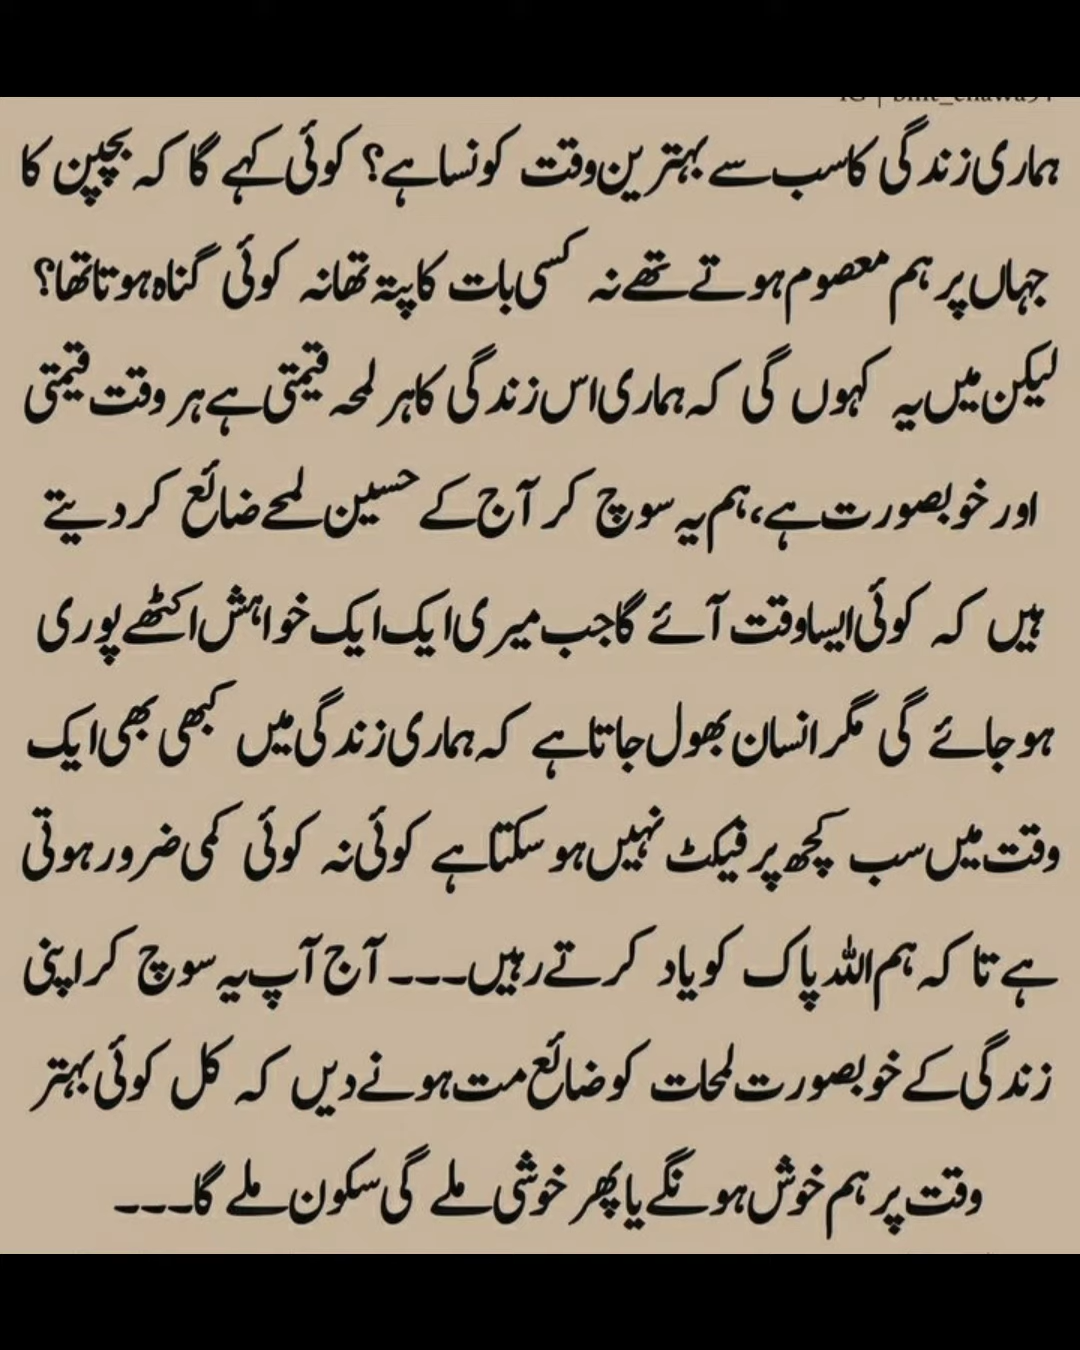 ہماری زندگی کا سب سے بہترین وقت کونسا ہے؟ کوئی کہے گا کہ بچپن کا
جہاں پر ہم معصوم ہوتے تھے نہ کسی بات کا پتہ تھا نہ کوئی گناہ ہوتا تھا؟
لیکن میں یہ کہوں گی کہ ہماری اس زندگی کا ہر لمحہ قیمتی ہے ہر وقت قیمتی
اور خوبصورت ہے، ہم یہ سوچ کر آج کے حسین لمحے ضائع کر دیتے
ہیں کہ کوئی ایسا وقت آئے گا جب میری ایک ایک خواہش اکٹھے پوری
ہو جائے گی مگر انسان بھول جاتا ہے کہ ہماری زندگی میں کبھی بھی ایک
وقت میں سب کچھ پرفیکٹ نہیں ہو سکتا ہے کوئی نہ کوئی کمی ضرور ہوتی
ہے تا کہ ہم اللہ پاک کو یاد کرتے رہیں۔۔۔ آج آپ یہ سوچ کر اپنی
زندگی کے خوبصورت لمحات کو ضائع مت ہونے دیں کہ کل کوئی بہتر
وقت پر ہم خوش ہونگے یا پھر خوشی ملے گی سکون ملے گا۔۔۔